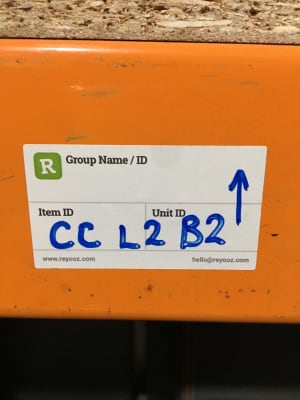 R Group Name / ID
Item ID Unit ID
CC L2 B2
www.reyooz.com hello@reyooz.com